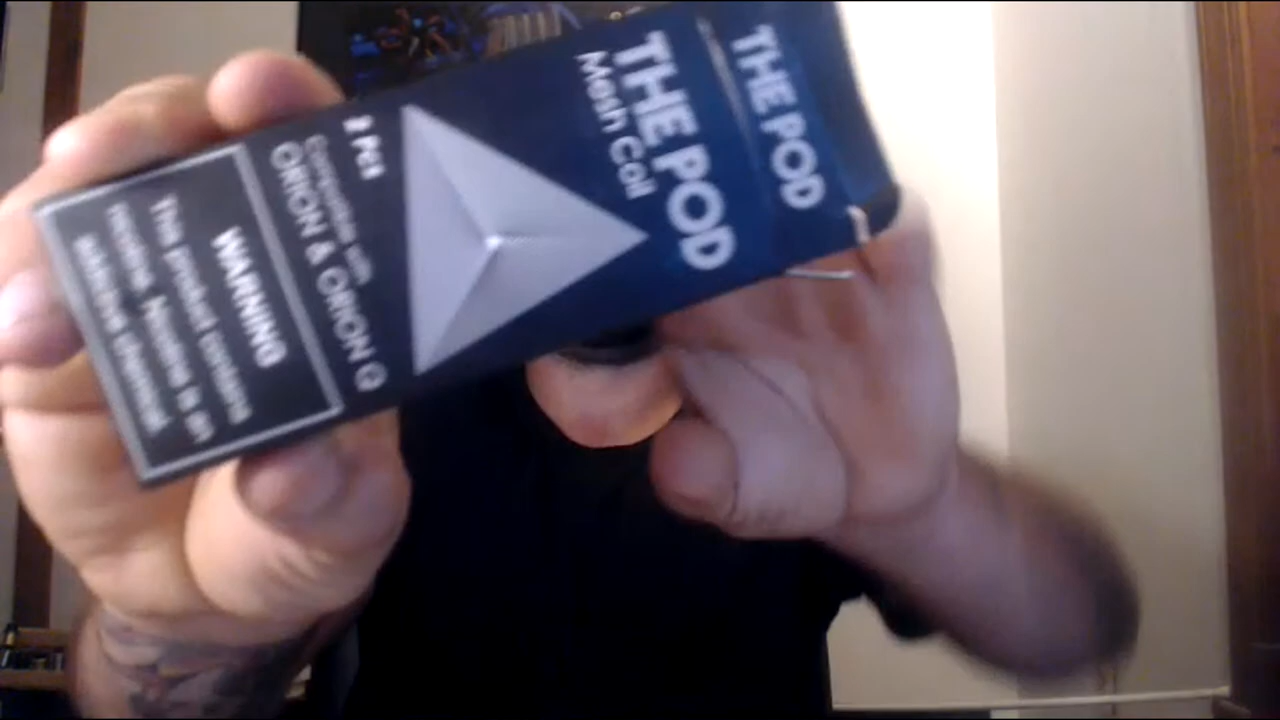 THE POD
THE POD
Mesh Coil
2 Pcs
Compatible with
ORION & ORION Q
WARNING
This product contains
nicotine. Nicotine is an
addictive chemical.